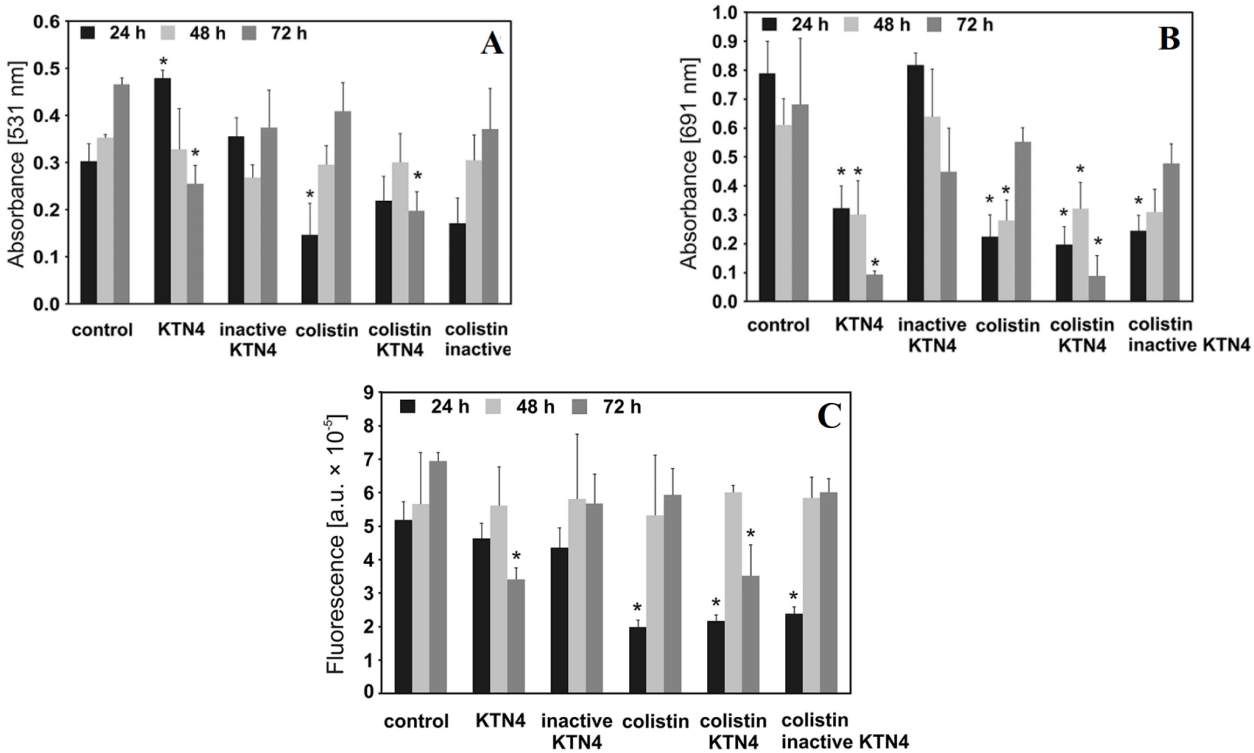 A
24 h 48 h 72 h
Absorbance [531 nm]
0.6
0.5
0.4
0.3
0.2
0.1
0.0
* * * *
control KTN4 inactive colistin colistin colistin
KTN4 KTN4 inactive
B
24 h 48 h 72 h
Absorbance [691 nm]
1.0
0.9
0.8
0.7
0.6
0.5
0.4
0.3
0.2
0.1
0.0
* * * * * * * * *
control KTN4 inactive colistin colistin colistin
KTN4 KTN4 inactive KTN4
C
24 h 48 h 72 h
Fluorescence [a.u. × 10⁻⁵]
9
8
7
6
5
4
3
2
1
0
* * * * *
control KTN4 inactive colistin colistin colistin
KTN4 KTN4 inactive KTN4